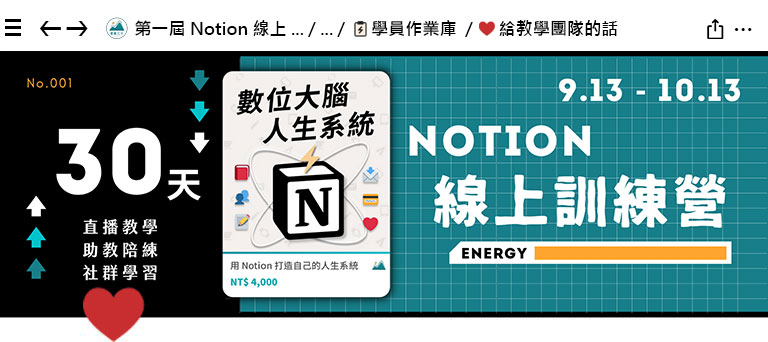 第一屆 Notion 線上 ... / ... / 學員作業庫 / 給教學團隊的話
No.001
30天
直播教學
助教陪練
社群學習
數位大腦
人生系統
N
用 Notion 打造自己的人生系統
NT$ 4,000
9.13 - 10.13
NOTION
線上訓練營
ENERGY